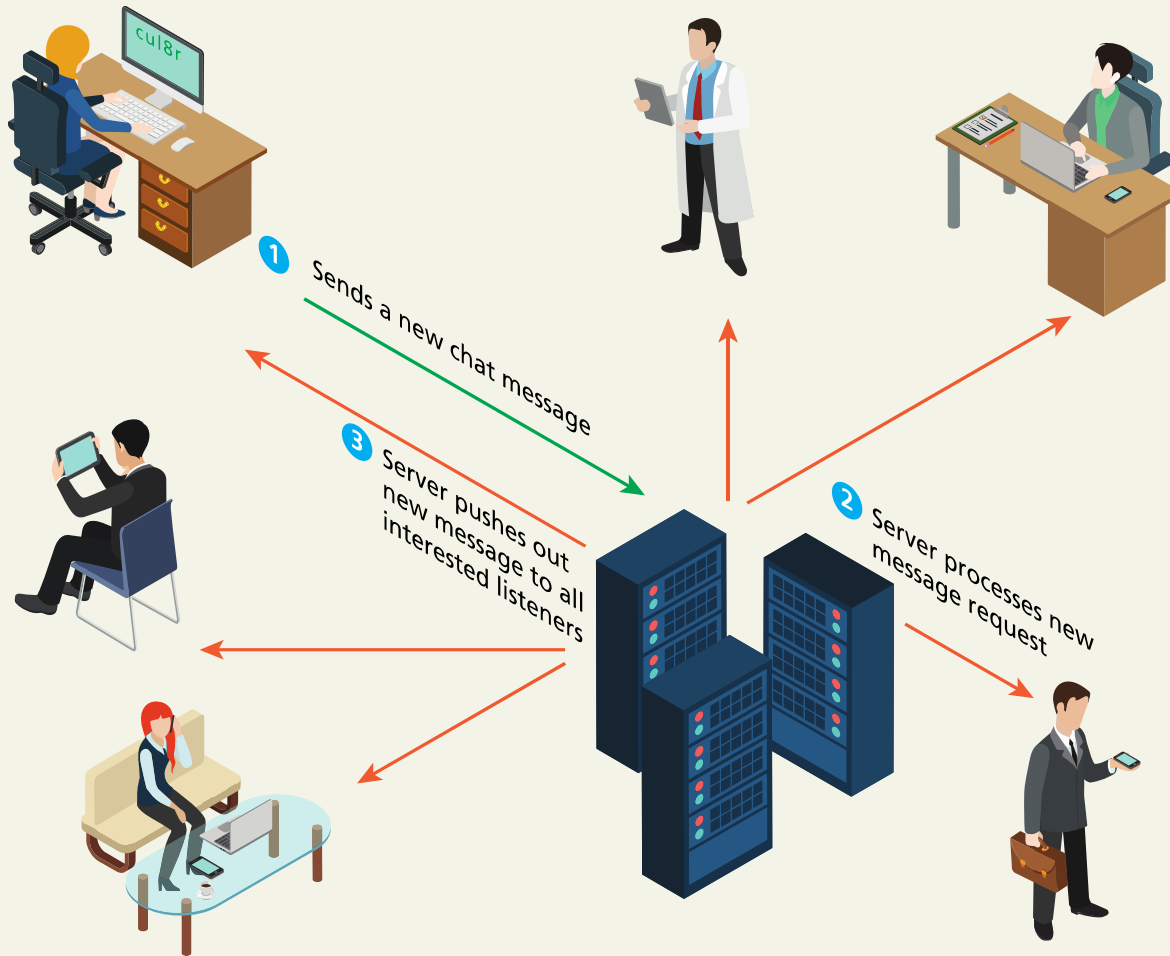 cul8r
1
Sends a new chat message
3
Server pushes out
new message to all
interested listeners
2
Server processes new
message request